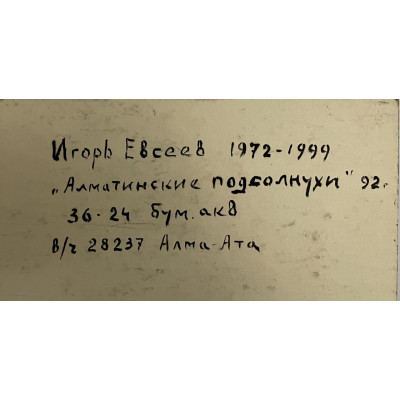 Игорь Евсеев 1972-1999
„Алматинские подсолнухи" 92г.
36-24 Бум. акв
в/ч 28237 Алма-Ата